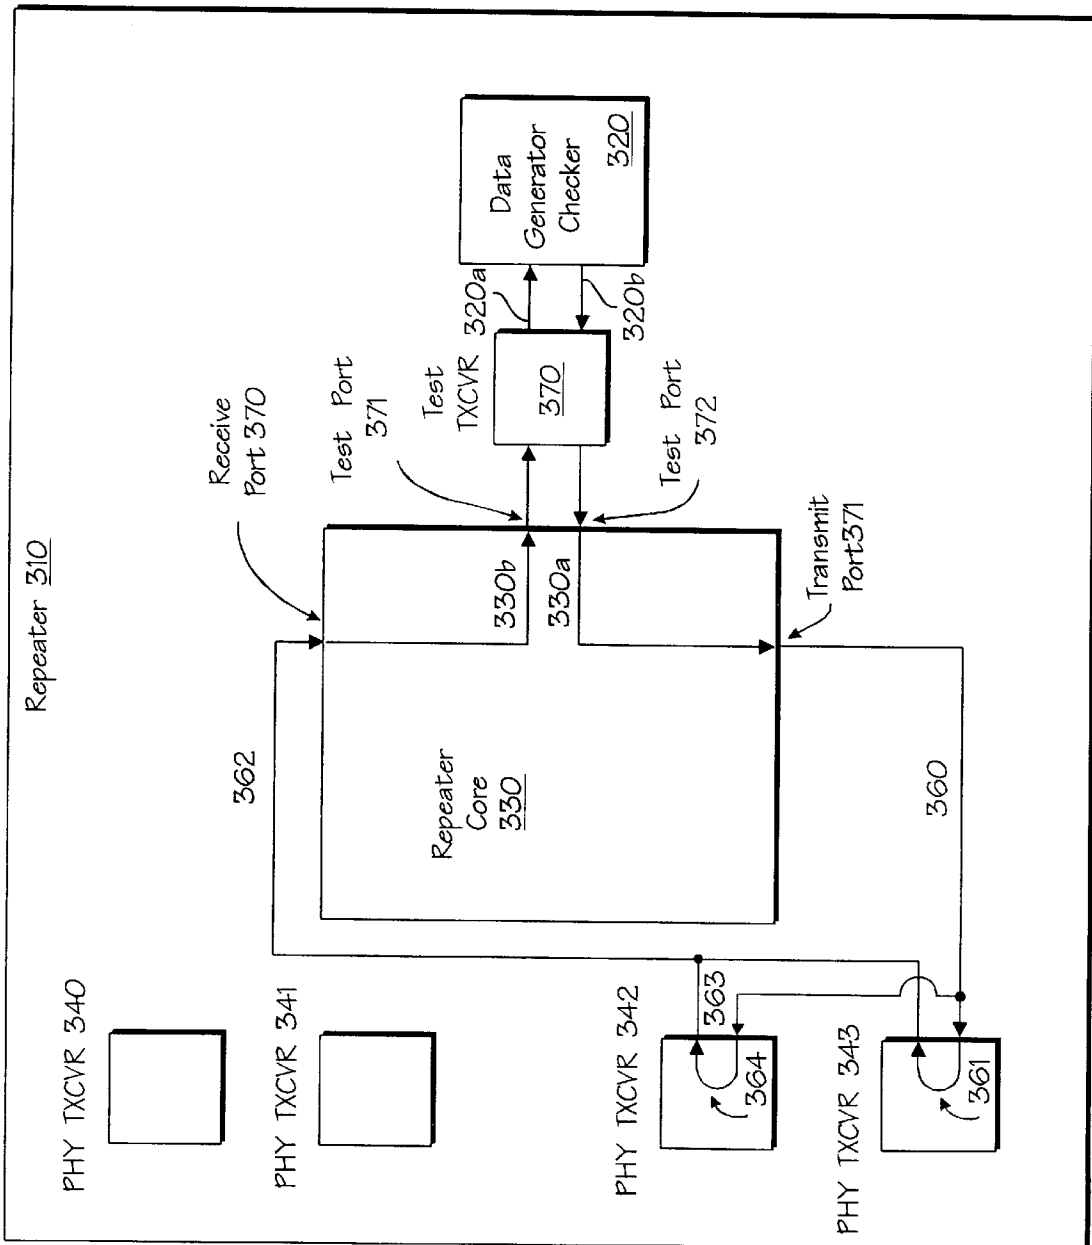 Repeater 310
PHY TXCVR 340
PHY TXCVR 341
PHY TXCVR 342
PHY TXCVR 343
362
363
364
361
360
Repeater
Core
330
330b
330a
Receive
Port 370
Test Port
371
Test
TXCVR
370
Test Port
372
Transmit
Port371
320a
320b
Data
Generator
Checker
320